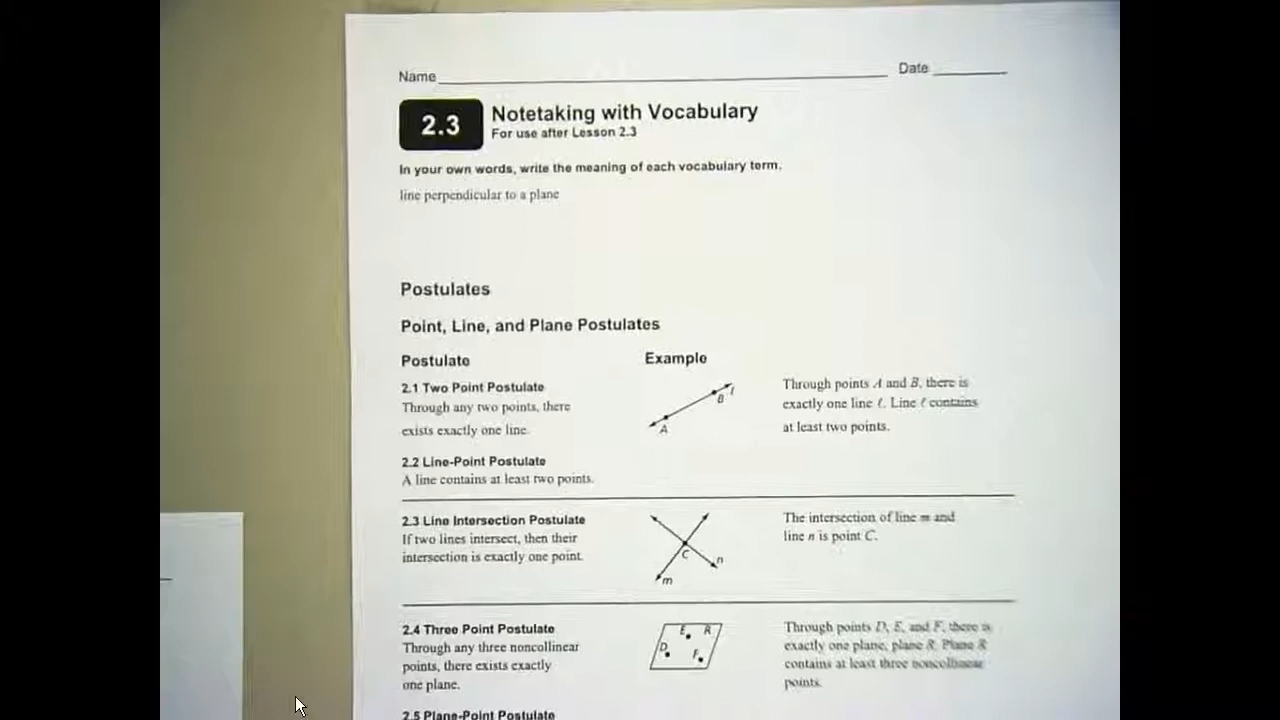 Name Date
2.3 Notetaking with Vocabulary
For use after Lesson 2.3
In your own words, write the meaning of each vocabulary term.
line perpendicular to a plane
Postulates
Point, Line, and Plane Postulates
Postulate Example
2.1 Two Point Postulate
Through any two points, there
exists exactly one line.
2.2 Line-Point Postulate
A line contains at least two points.
A B ℓ
Through points A and B, there is
exactly one line ℓ. Line ℓ contains
at least two points.
2.3 Line Intersection Postulate
If two lines intersect, then their
intersection is exactly one point.
C n
m
The intersection of line m and
line n is point C.
2.4 Three Point Postulate
Through any three noncollinear
points, there exists exactly
one plane.
E R
D F
Through points D, E, and F, there is
exactly one plane, plane R. Plane R
contains at least three noncollinear
points.
2.5 Plane-Point Postulate